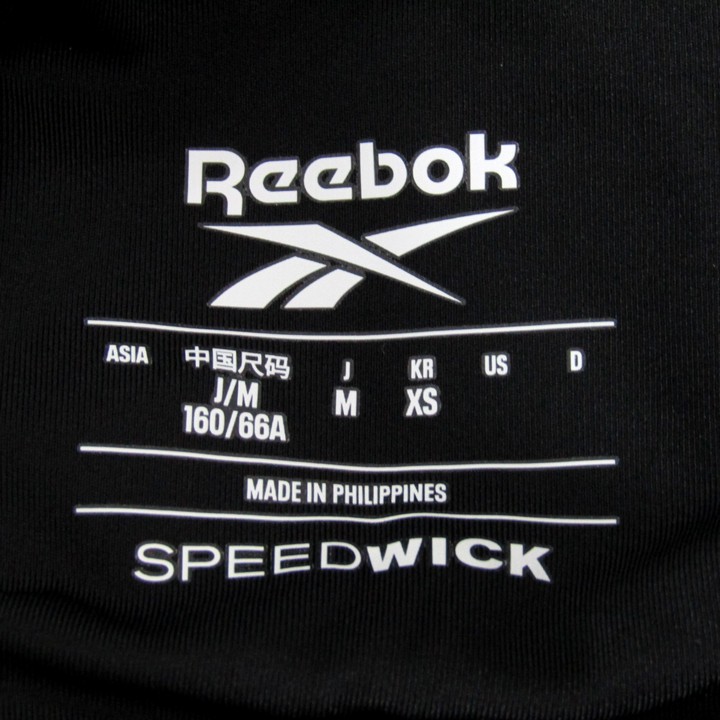 Reebok
ASIA 中国尺码 J KR US D
J/M M XS
160/66A
MADE IN PHILIPPINES
SPEEDWICK